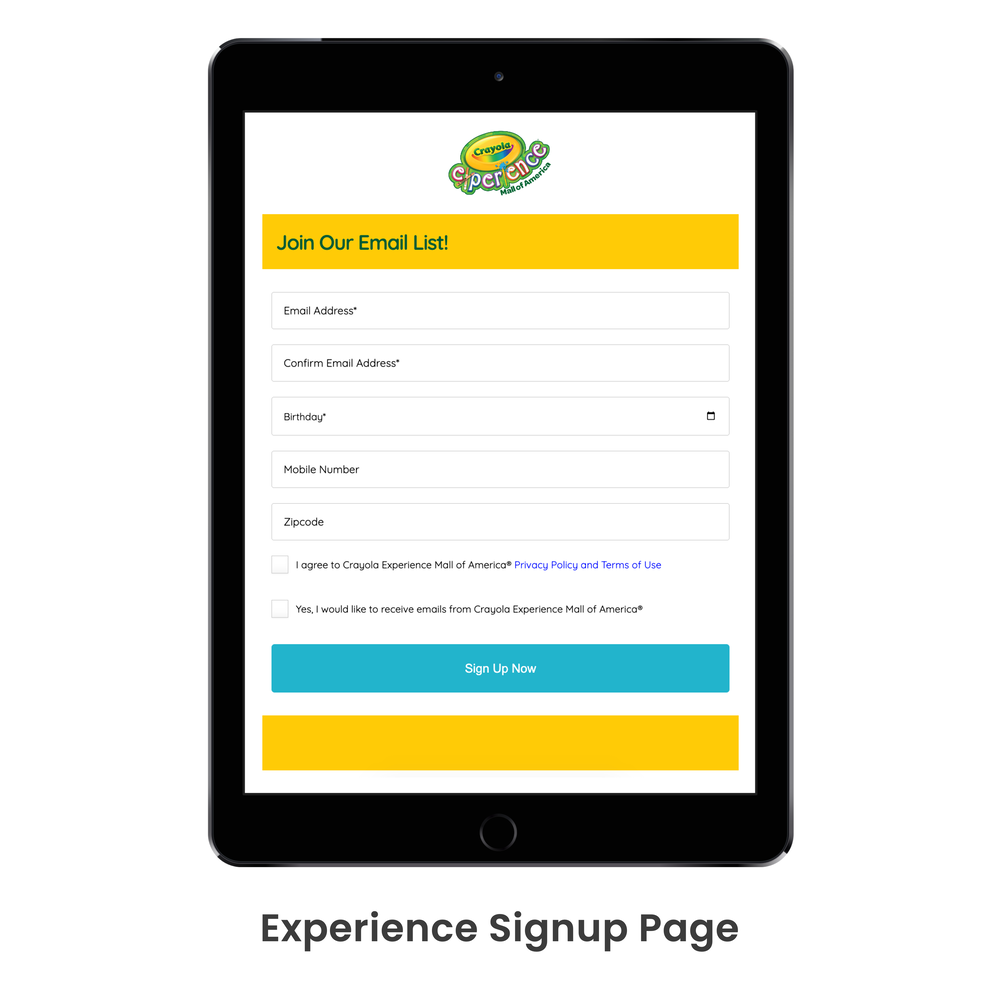 Crayola
experience
Mall of America
Join Our Email List!
Email Address*
Confirm Email Address*
Birthday*
Mobile Number
Zipcode
I agree to Crayola Experience Mall of America® Privacy Policy and Terms of Use
Yes, I would like to receive emails from Crayola Experience Mall of America®
Sign Up Now
Experience Signup Page